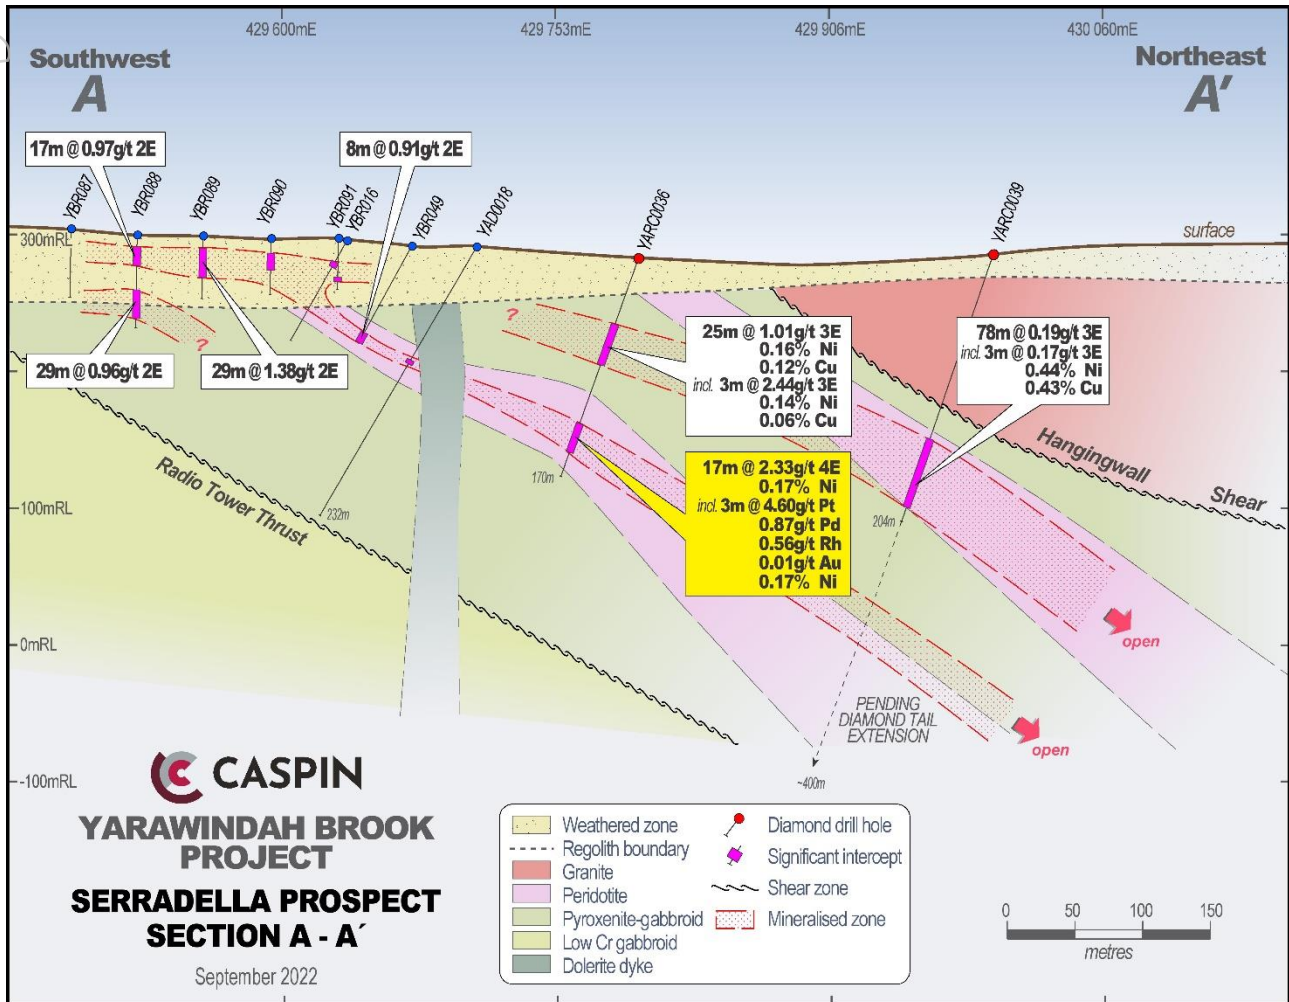 429 600mE
429 753mE
429 906mE
430 060mE
Southwest
A
Northeast
A′
17m @ 0.97g/t 2E
8m @ 0.91g/t 2E
YBR087
YBR088
YBR089
YBR090
YBR091
YBR016
YBR049
YAD0018
YARC0036
YARC0039
300mRL
surface
29m @ 0.96g/t 2E
29m @ 1.38g/t 2E
?
?
25m @ 1.01g/t 3E
0.16% Ni
0.12% Cu
incl. 3m @ 2.44g/t 3E
0.14% Ni
0.06% Cu
78m @ 0.19g/t 3E
incl. 3m @ 0.17g/t 3E
0.44% Ni
0.43% Cu
17m @ 2.33g/t 4E
0.17% Ni
incl. 3m @ 4.60g/t Pt
0.87g/t Pd
0.56g/t Rh
0.01g/t Au
0.17% Ni
Hangingwall Shear
Radio Tower Thrust
170m
232m
204m
100mRL
0mRL
-100mRL
open
open
PENDING
DIAMOND TAIL
EXTENSION
~400m
CASPIN
YARAWINDAH BROOK
PROJECT
SERRADELLA PROSPECT
SECTION A - A′
September 2022
Weathered zone
Regolith boundary
Granite
Peridotite
Pyroxenite-gabbroid
Low Cr gabbroid
Dolerite dyke
Diamond drill hole
Significant intercept
Shear zone
Mineralised zone
0 50 100 150
metres